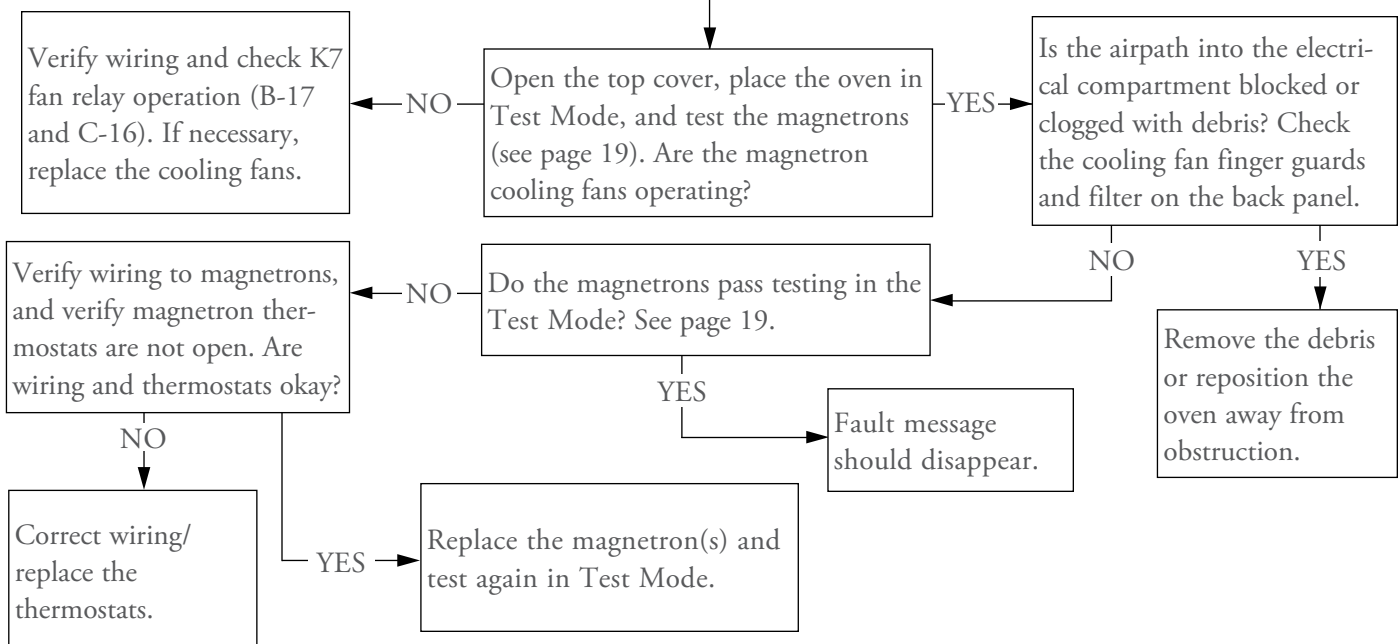 Verify wiring and check K7
fan relay operation (B-17
and C-16). If necessary,
replace the cooling fans.
NO
Open the top cover, place the oven in
Test Mode, and test the magnetrons
(see page 19). Are the magnetron
cooling fans operating?
YES
Is the airpath into the electri-
cal compartment blocked or
clogged with debris? Check
the cooling fan finger guards
and filter on the back panel.
NO
YES
Verify wiring to magnetrons,
and verify magnetron ther-
mostats are not open. Are
wiring and thermostats okay?
NO
Do the magnetrons pass testing in the
Test Mode? See page 19.
Remove the debris
or reposition the
oven away from
obstruction.
YES
Fault message
should disappear.
NO
Correct wiring/
replace the
thermostats.
YES
Replace the magnetron(s) and
test again in Test Mode.